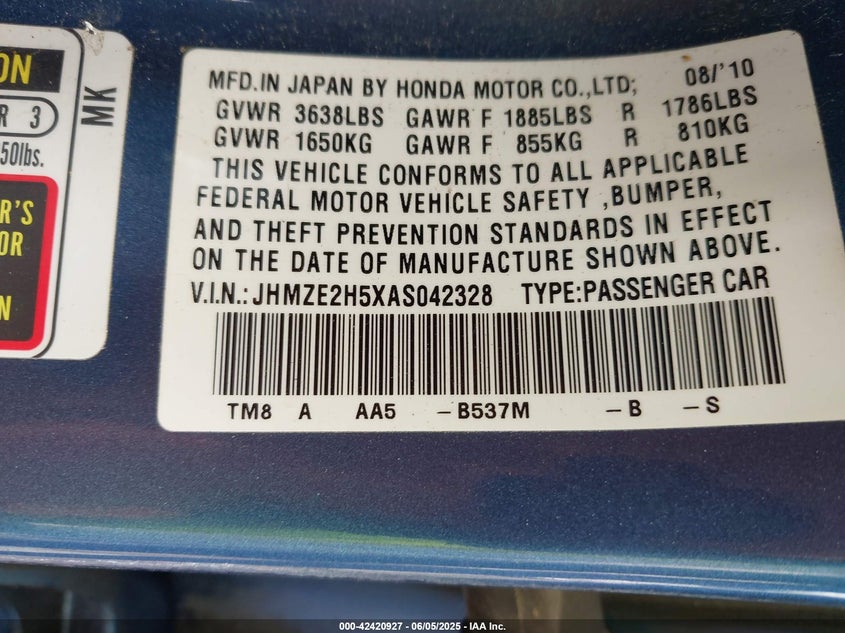 ON
R 3
50lbs.
R'S
OR
N
MK
MFD.IN JAPAN BY HONDA MOTOR CO.,LTD; 08/'10
GVWR 3638LBS GAWR F 1885LBS R 1786LBS
GVWR 1650KG GAWR F 855KG R 810KG
THIS VEHICLE CONFORMS TO ALL APPLICABLE
FEDERAL MOTOR VEHICLE SAFETY ,BUMPER,
AND THEFT PREVENTION STANDARDS IN EFFECT
ON THE DATE OF MANUFACTURE SHOWN ABOVE.
V.I.N.: JHMZE2H5XAS042328 TYPE:PASSENGER CAR
TM8 A AA5 -B537M -B -S
000-42420927 - 06/05/2025 - IAA Inc.